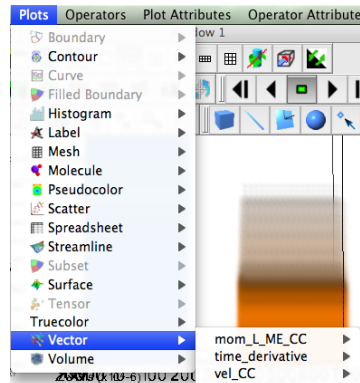 Plots Operators Plot Attributes Operator Attribute
low 1
Boundary
Contour
Curve
Filled Boundary
Histogram
Label
Mesh
Molecule
Pseudocolor
Scatter
Spreadsheet
Streamline
Subset
Surface
Tensor
Truecolor
Vector
Volume
mom_L_ME_CC
time_derivative
vel_CC